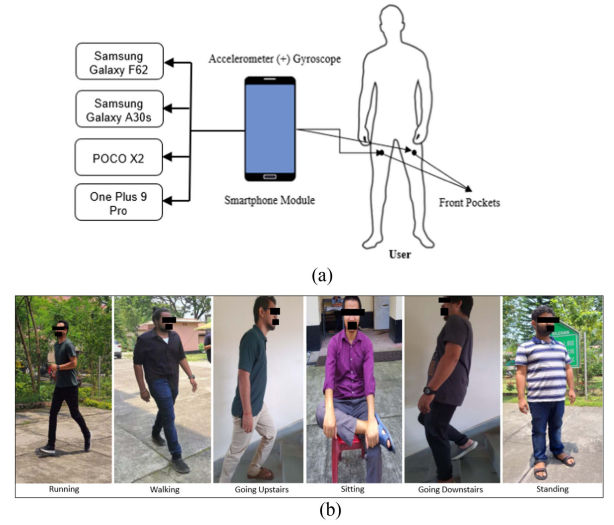 Samsung
Galaxy F62
Accelerometer (+) Gyroscope
Samsung
Galaxy A30s
POCO X2
One Plus 9
Pro
Smartphone Module
Front Pockets
User
(a)
Running
Walking
Going Upstairs
Sitting
Going Downstairs
Standing
(b)